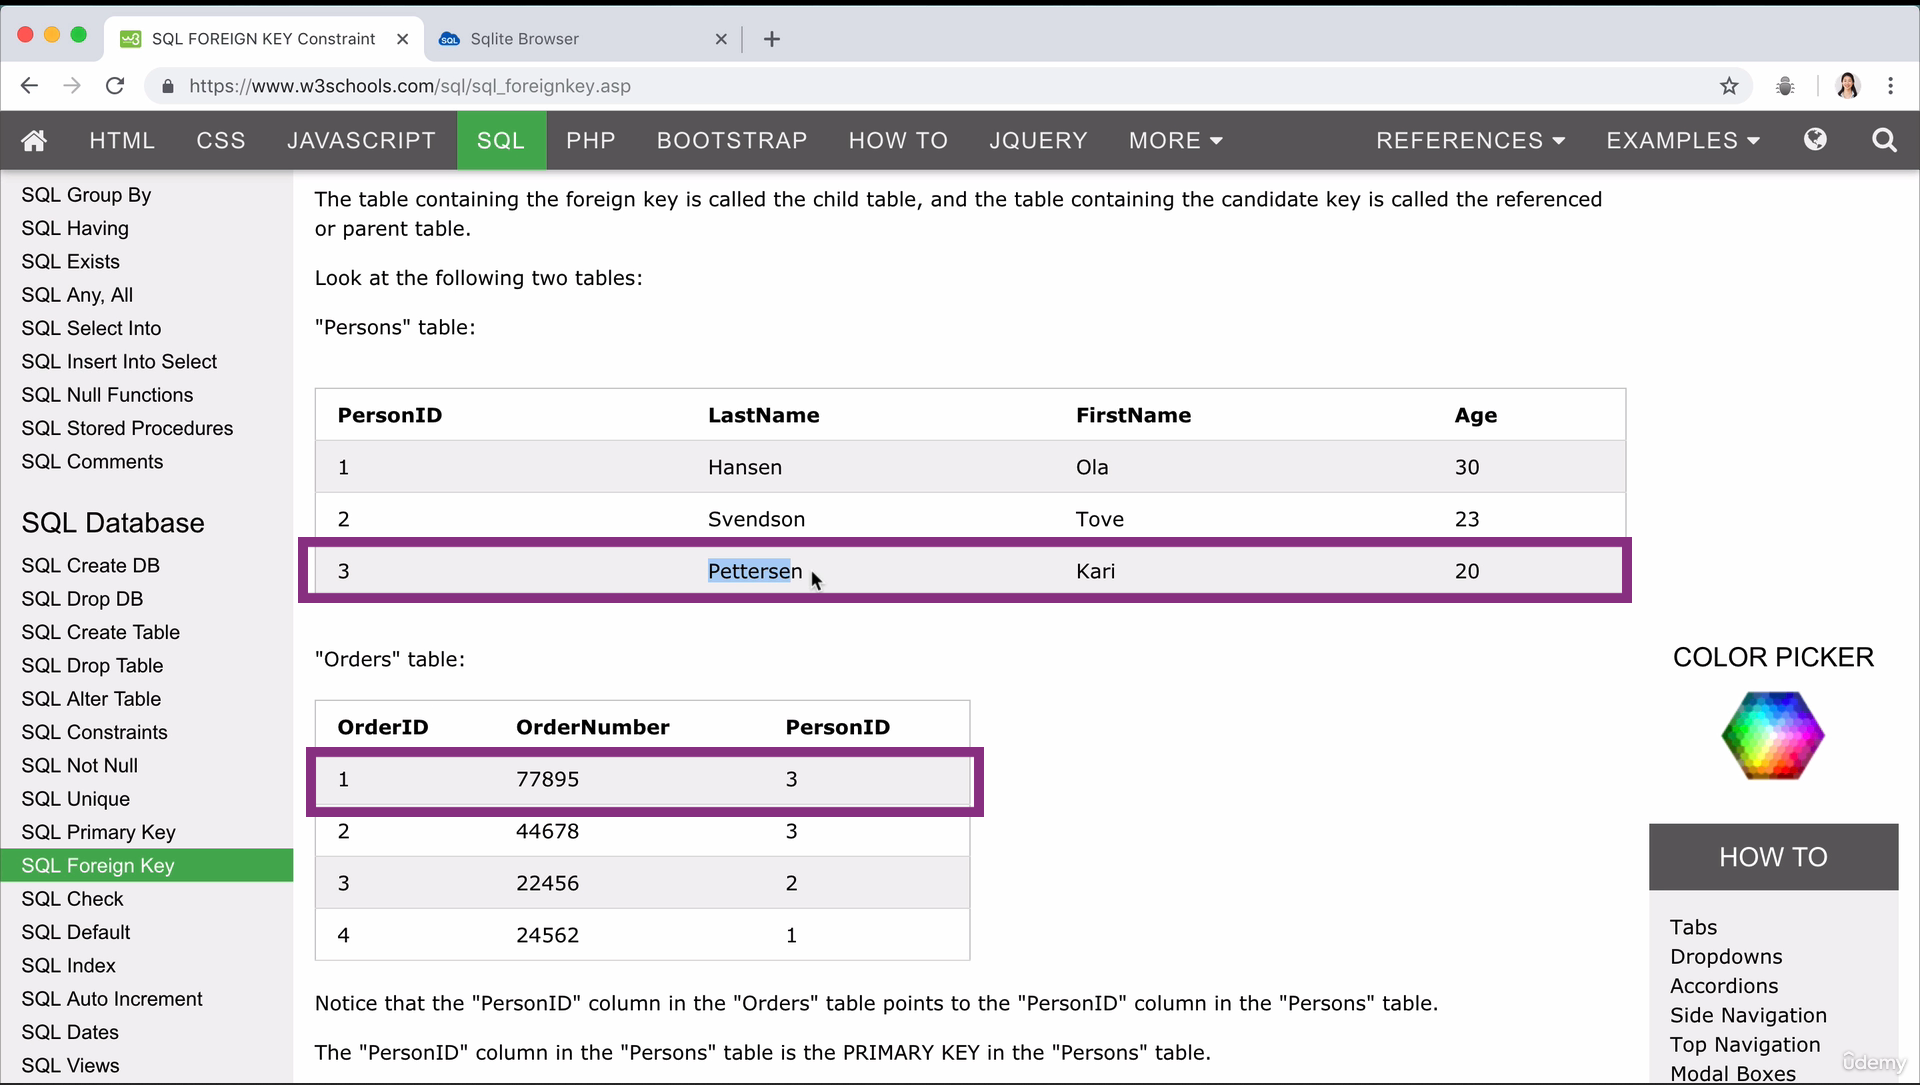 SQL FOREIGN KEY Constraint
Sqlite Browser
https://www.w3schools.com/sql/sql_foreignkey.asp
HTML CSS JAVASCRIPT SQL PHP BOOTSTRAP HOW TO JQUERY MORE REFERENCES EXAMPLES
SQL Group By
SQL Having
SQL Exists
SQL Any, All
SQL Select Into
SQL Insert Into Select
SQL Null Functions
SQL Stored Procedures
SQL Comments
SQL Database
SQL Create DB
SQL Drop DB
SQL Create Table
SQL Drop Table
SQL Alter Table
SQL Constraints
SQL Not Null
SQL Unique
SQL Primary Key
SQL Foreign Key
SQL Check
SQL Default
SQL Index
SQL Auto Increment
SQL Dates
SQL Views
The table containing the foreign key is called the child table, and the table containing the candidate key is called the referenced
or parent table.
Look at the following two tables:
"Persons" table:
PersonID LastName FirstName Age
1 Hansen Ola 30
2 Svendson Tove 23
3 Pettersen Kari 20
"Orders" table:
OrderID OrderNumber PersonID
1 77895 3
2 44678 3
3 22456 2
4 24562 1
Notice that the "PersonID" column in the "Orders" table points to the "PersonID" column in the "Persons" table.
The "PersonID" column in the "Persons" table is the PRIMARY KEY in the "Persons" table.
COLOR PICKER
HOW TO
Tabs
Dropdowns
Accordions
Side Navigation
Top Navigation
Modal Boxes
ûdemy